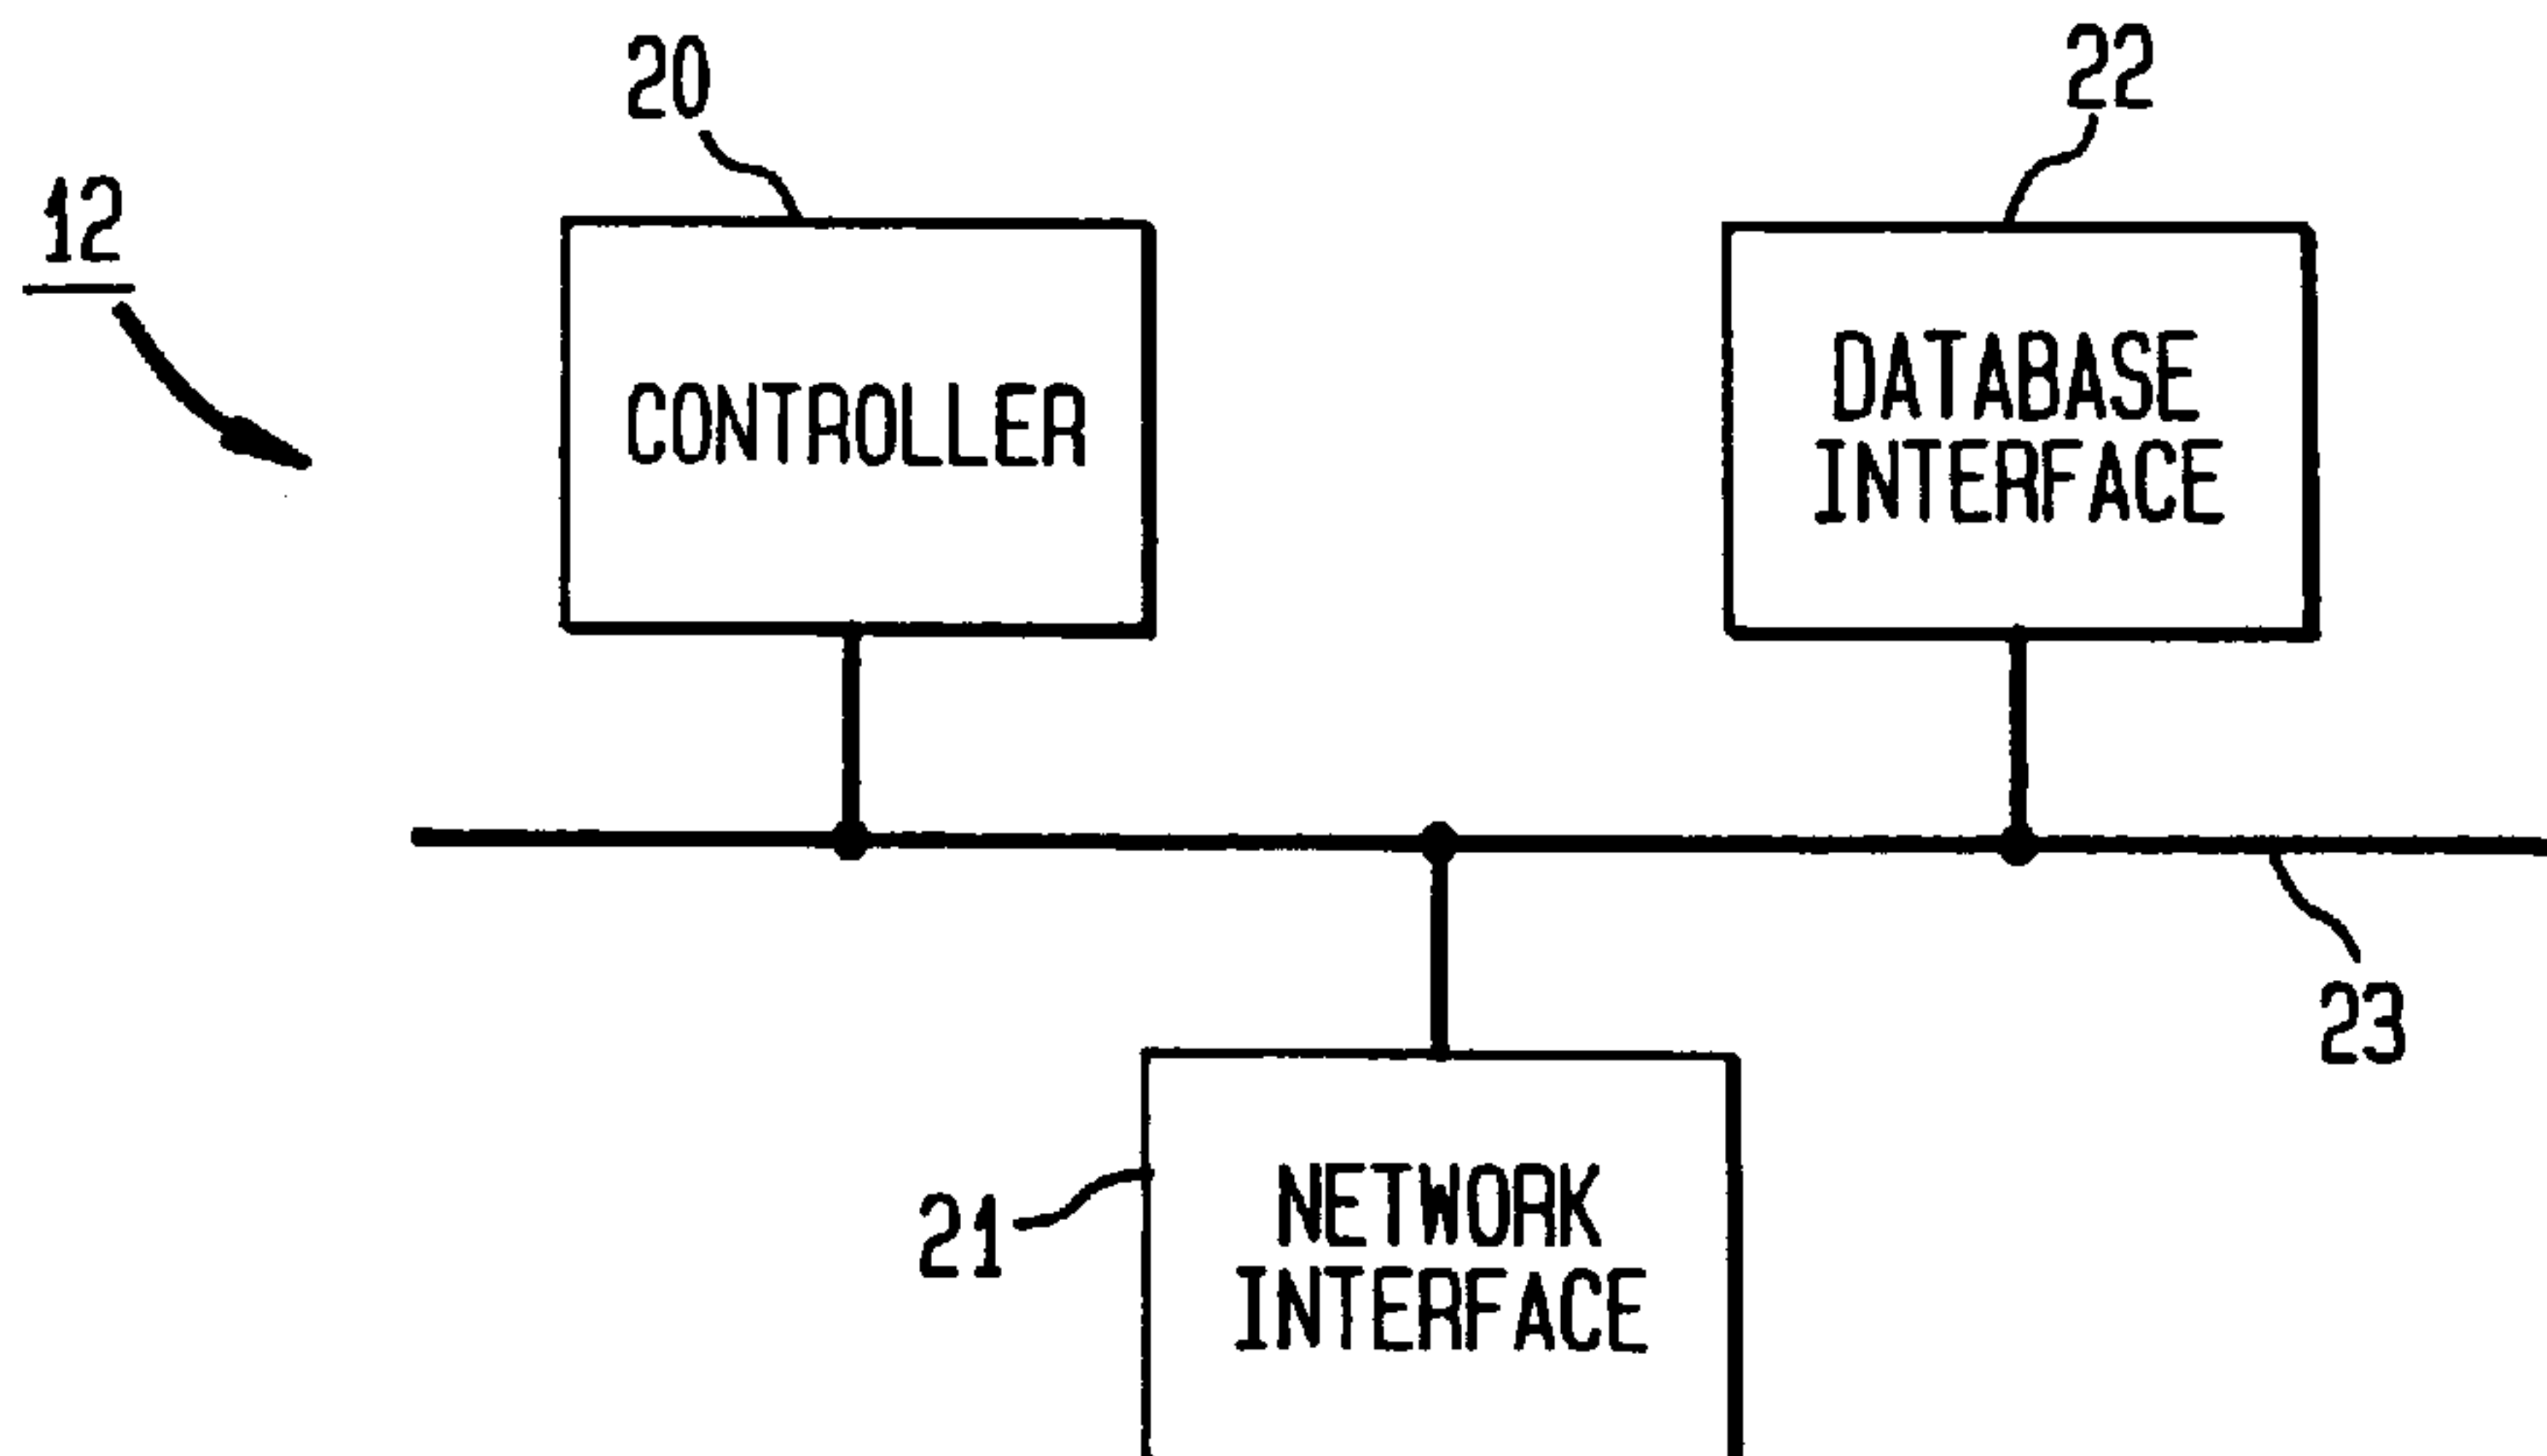 20
22
12
CONTROLLER
DATABASE
INTERFACE
23
21
NETWORK
INTERFACE